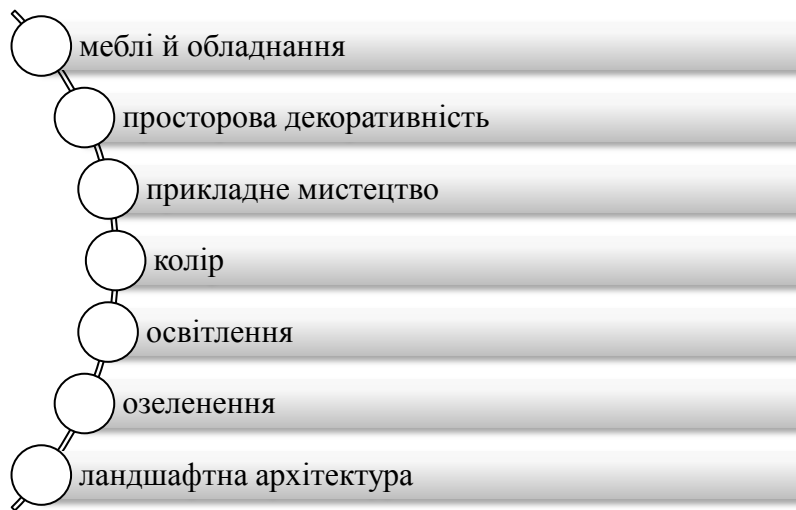 меблі й обладнання
просторова декоративність
прикладне мистецтво
колір
освітлення
озеленення
ландшафтна архітектура